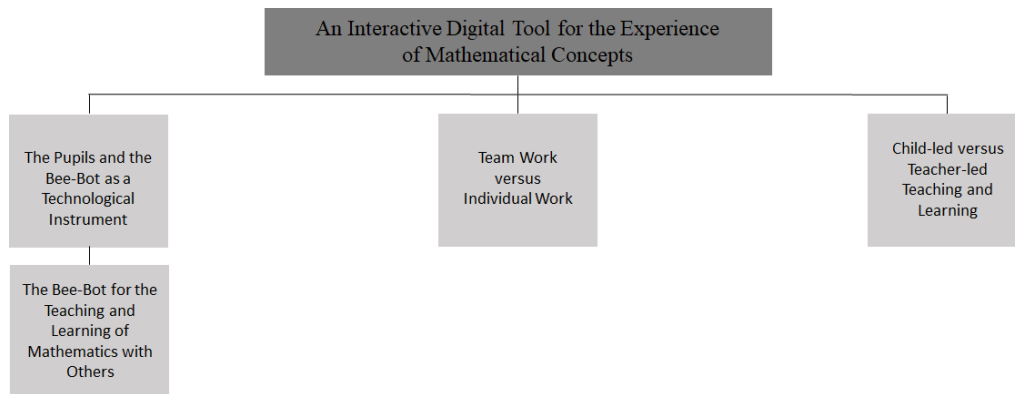 An Interactive Digital Tool for the Experience
of Mathematical Concepts
The Pupils and the
Bee-Bot as a
Technological
Instrument
Team Work
versus
Individual Work
Child-led versus
Teacher-led
Teaching and
Learning
The Bee-Bot for the
Teaching and
Learning of
Mathematics with
Others